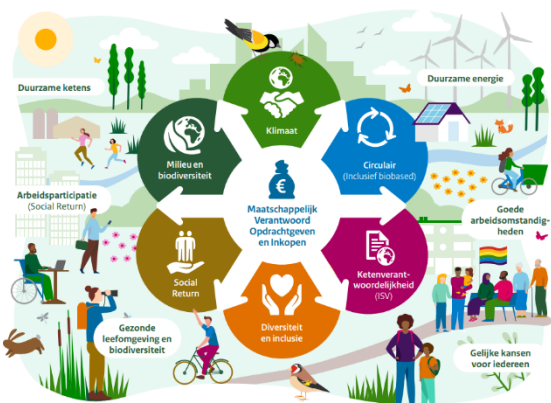 Duurzame ketens
Duurzame energie
Klimaat
Milieu en
biodiversiteit
Circulair
(Inclusief biobased)
€
Maatschappelijk
Verantwoord
Opdrachtgeven
en Inkopen
Arbeidsparticipatie
(Social Return)
Goede
arbeidsomstandig-
heden
Social
Return
Ketenverant-
woordelijkheid
(ISV)
Diversiteit
en inclusie
Gezonde
leefomgeving en
biodiversiteit
Gelijke kansen
voor iedereen